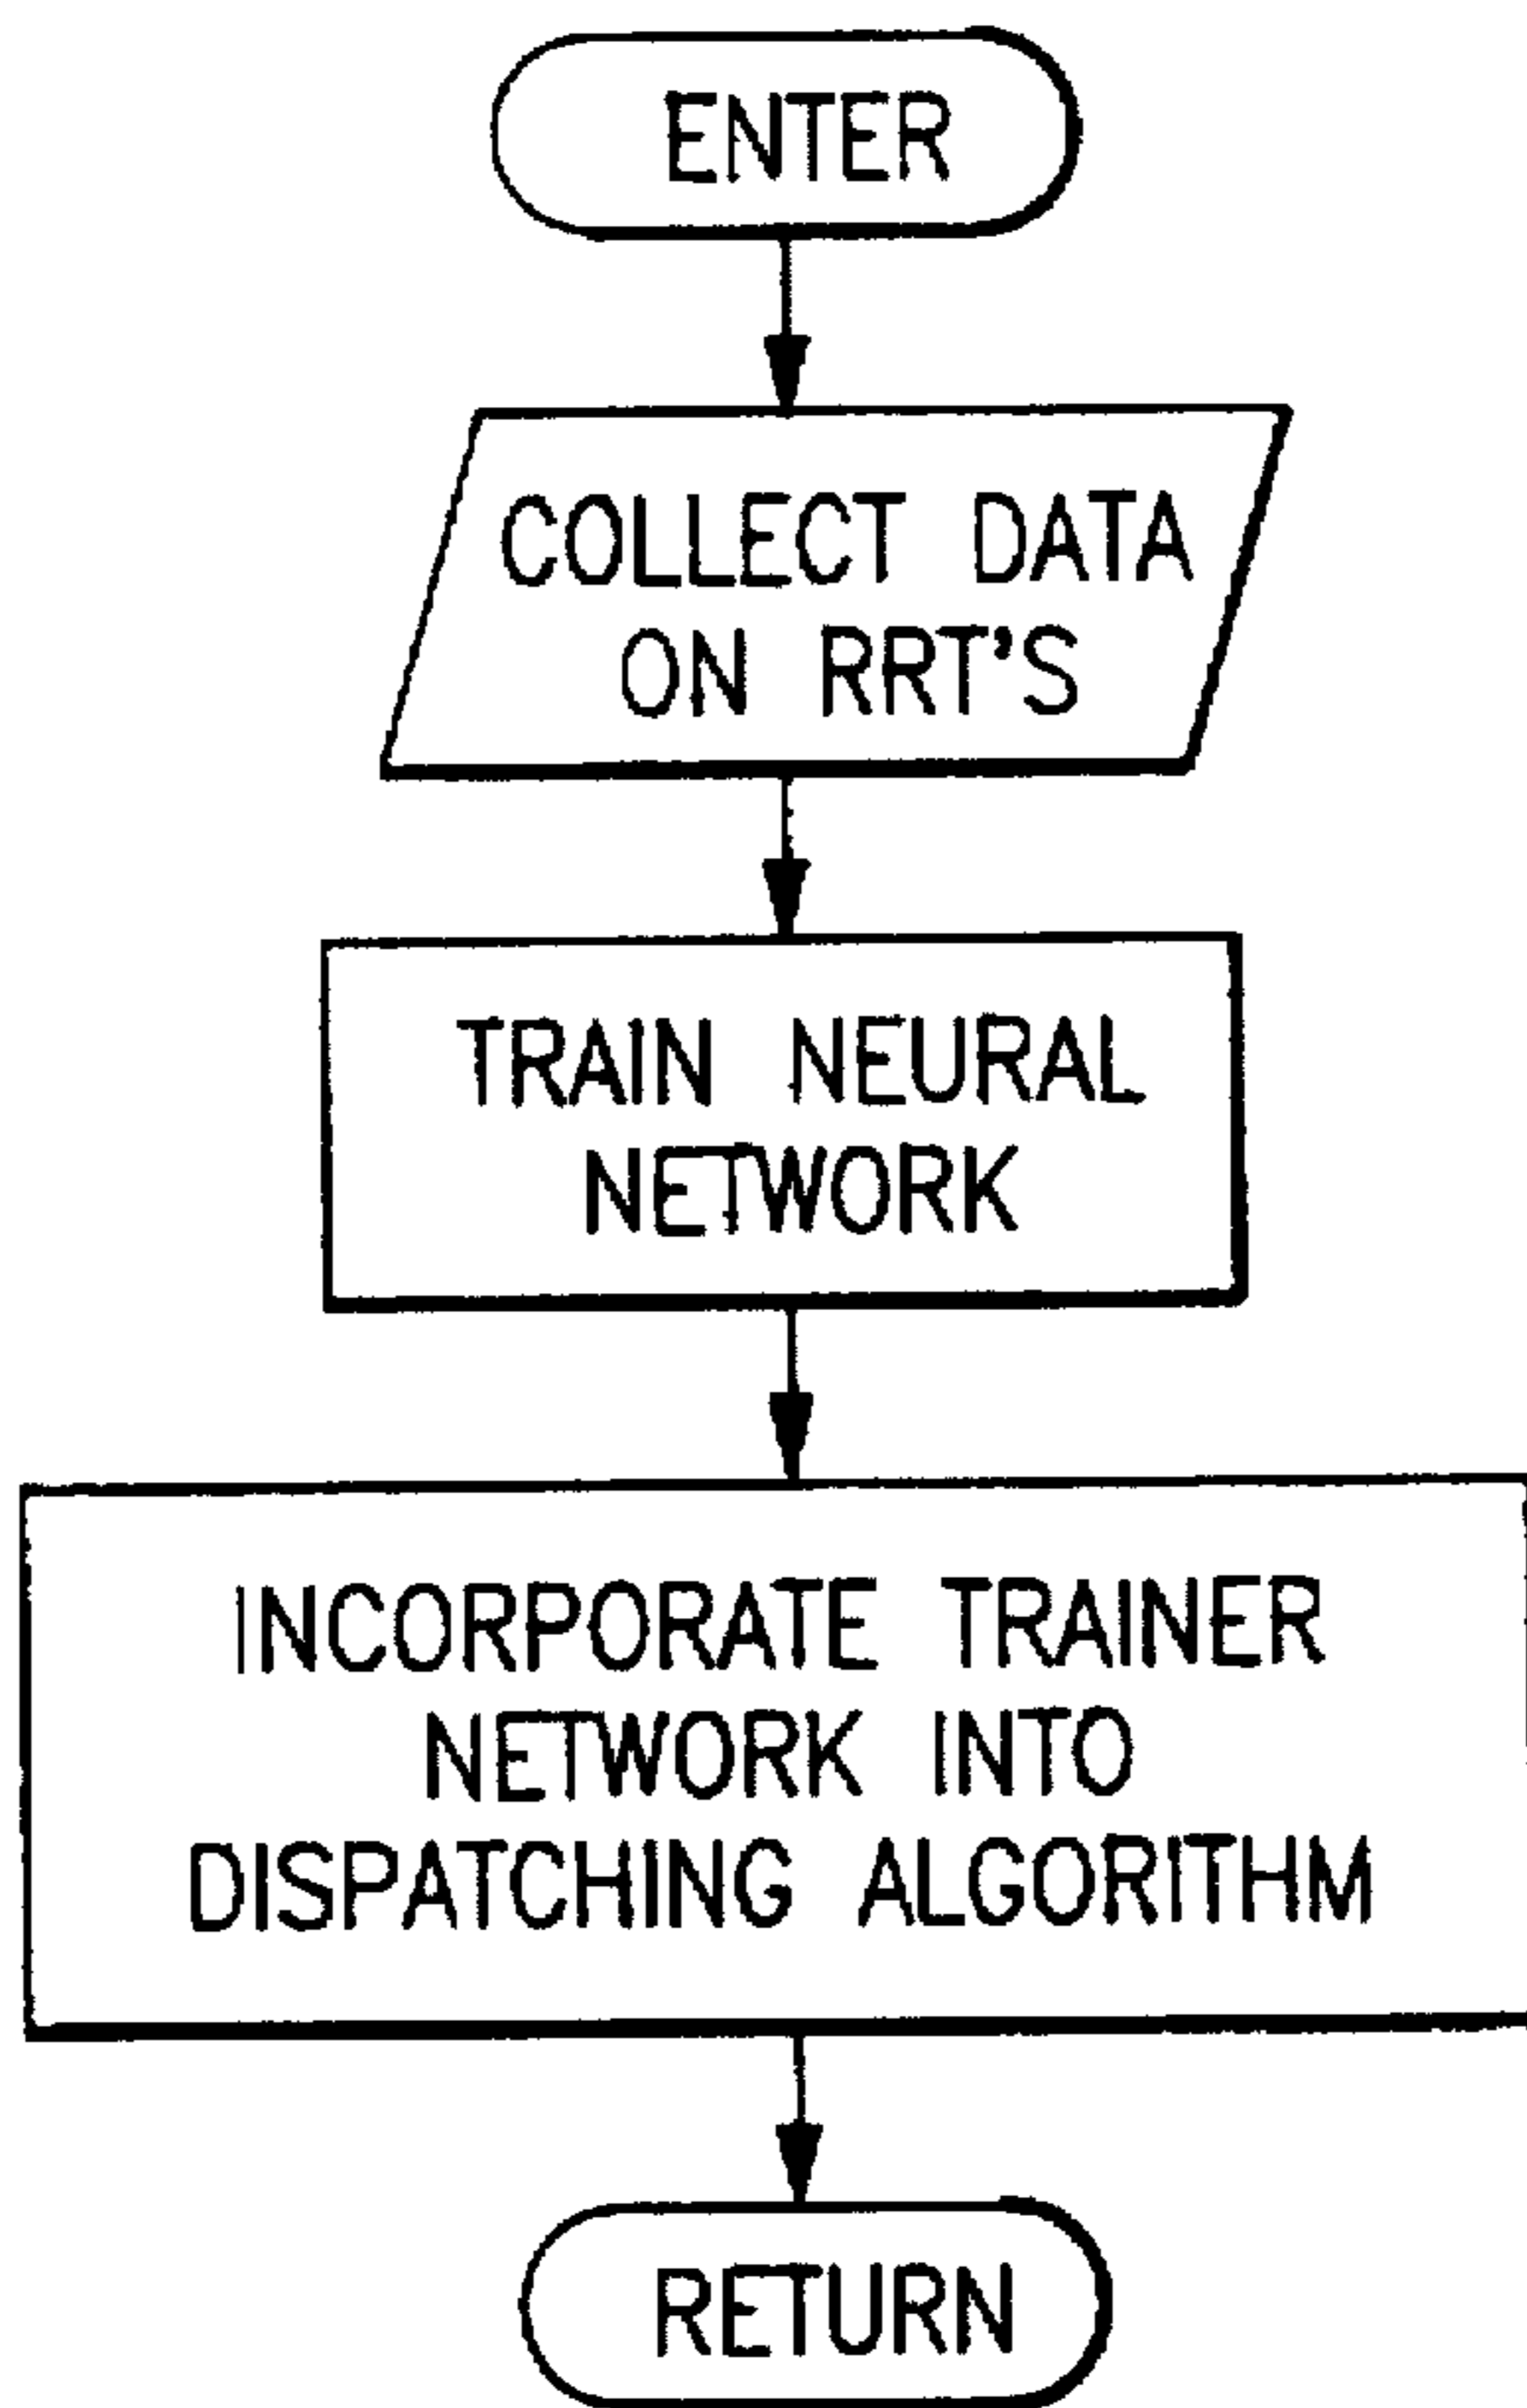 ENTER
COLLECT DATA
ON RRT'S
TRAIN NEURAL
NETWORK
INCORPORATE TRAINER
NETWORK INTO
DISPATCHING ALGORITHM
RETURN